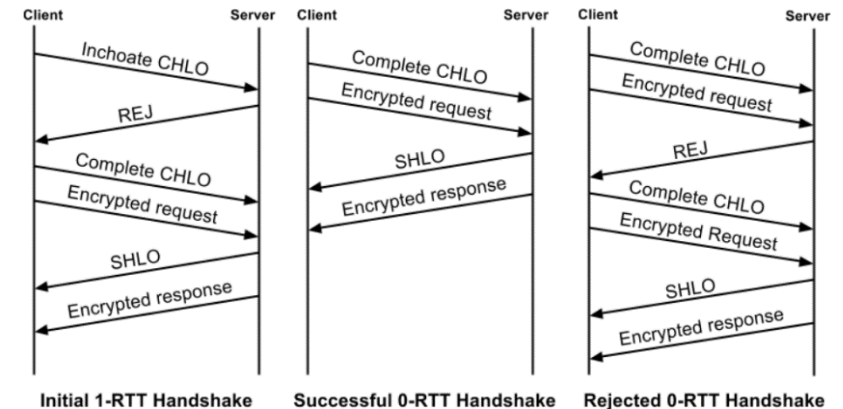 Client Server
Inchoate CHLO
REJ
Complete CHLO
Encrypted request
SHLO
Encrypted response
Initial 1-RTT Handshake
Client Server
Complete CHLO
Encrypted request
SHLO
Encrypted response
Successful 0-RTT Handshake
Client Server
Complete CHLO
Encrypted request
REJ
Complete CHLO
Encrypted Request
SHLO
Encrypted response
Rejected 0-RTT Handshake